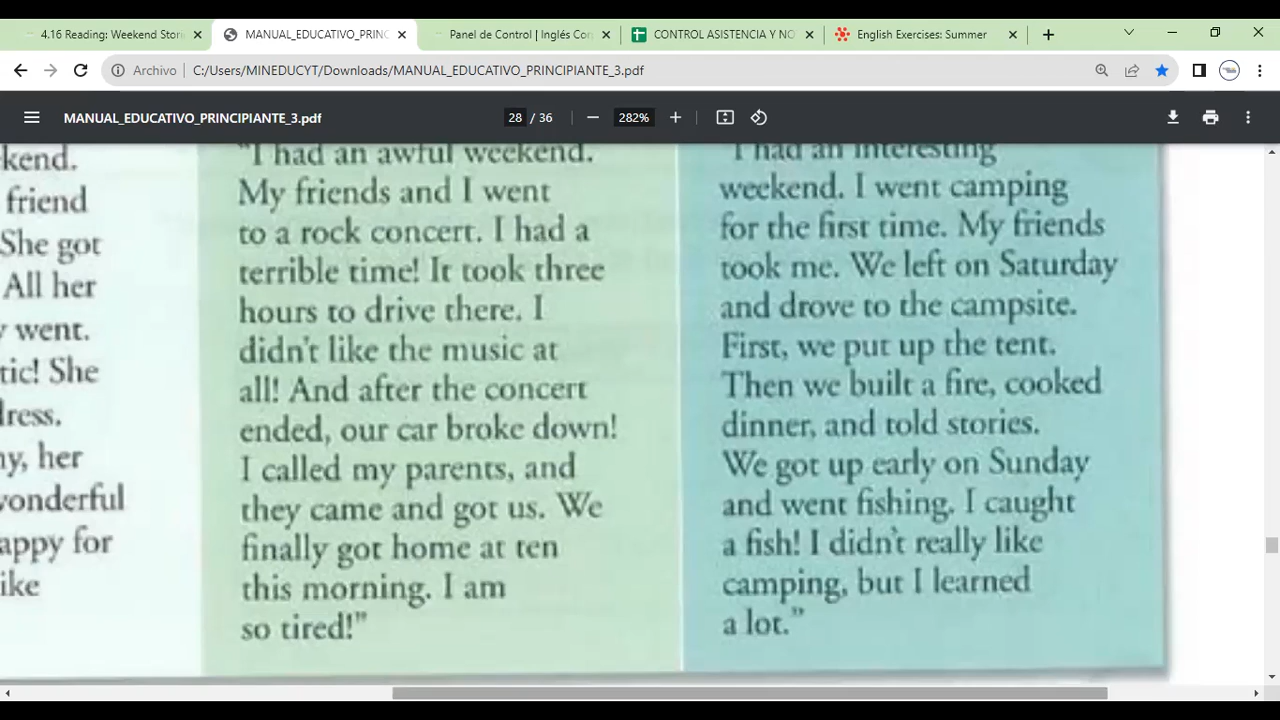 4.16 Reading: Weekend Stori
MANUAL_EDUCATIVO_PRINC
Panel de Control | Inglés Con
CONTROL ASISTENCIA Y NO
English Exercises: Summer
Archivo
C:/Users/MINEDUCYT/Downloads/MANUAL_EDUCATIVO_PRINCIPIANTE_3.pdf
MANUAL_EDUCATIVO_PRINCIPIANTE_3.pdf
28 / 36
282%
kend.
friend
She got
All her
y went.
tic! She
dress.
ny, her
wonderful
appy for
ike
"I had an awful weekend.
My friends and I went
to a rock concert. I had a
terrible time! It took three
hours to drive there. I
didn't like the music at
all! And after the concert
ended, our car broke down!
I called my parents, and
they came and got us. We
finally got home at ten
this morning. I am
so tired!"
"I had an interesting
weekend. I went camping
for the first time. My friends
took me. We left on Saturday
and drove to the campsite.
First, we put up the tent.
Then we built a fire, cooked
dinner, and told stories.
We got up early on Sunday
and went fishing. I caught
a fish! I didn't really like
camping, but I learned
a lot."